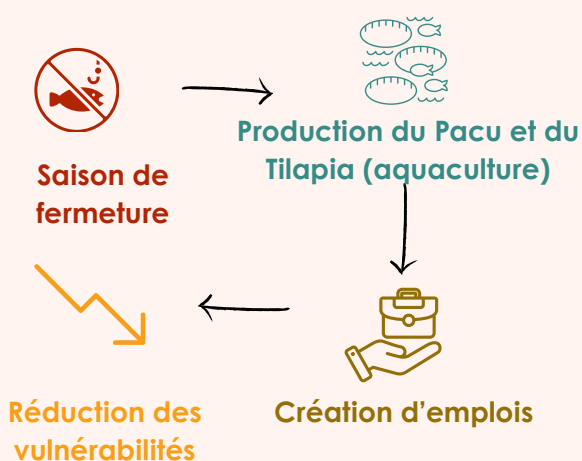 Production du Pacu et du
Tilapia (aquaculture)
Saison de
fermeture
Réduction des
vulnérabilités
Création d'emplois